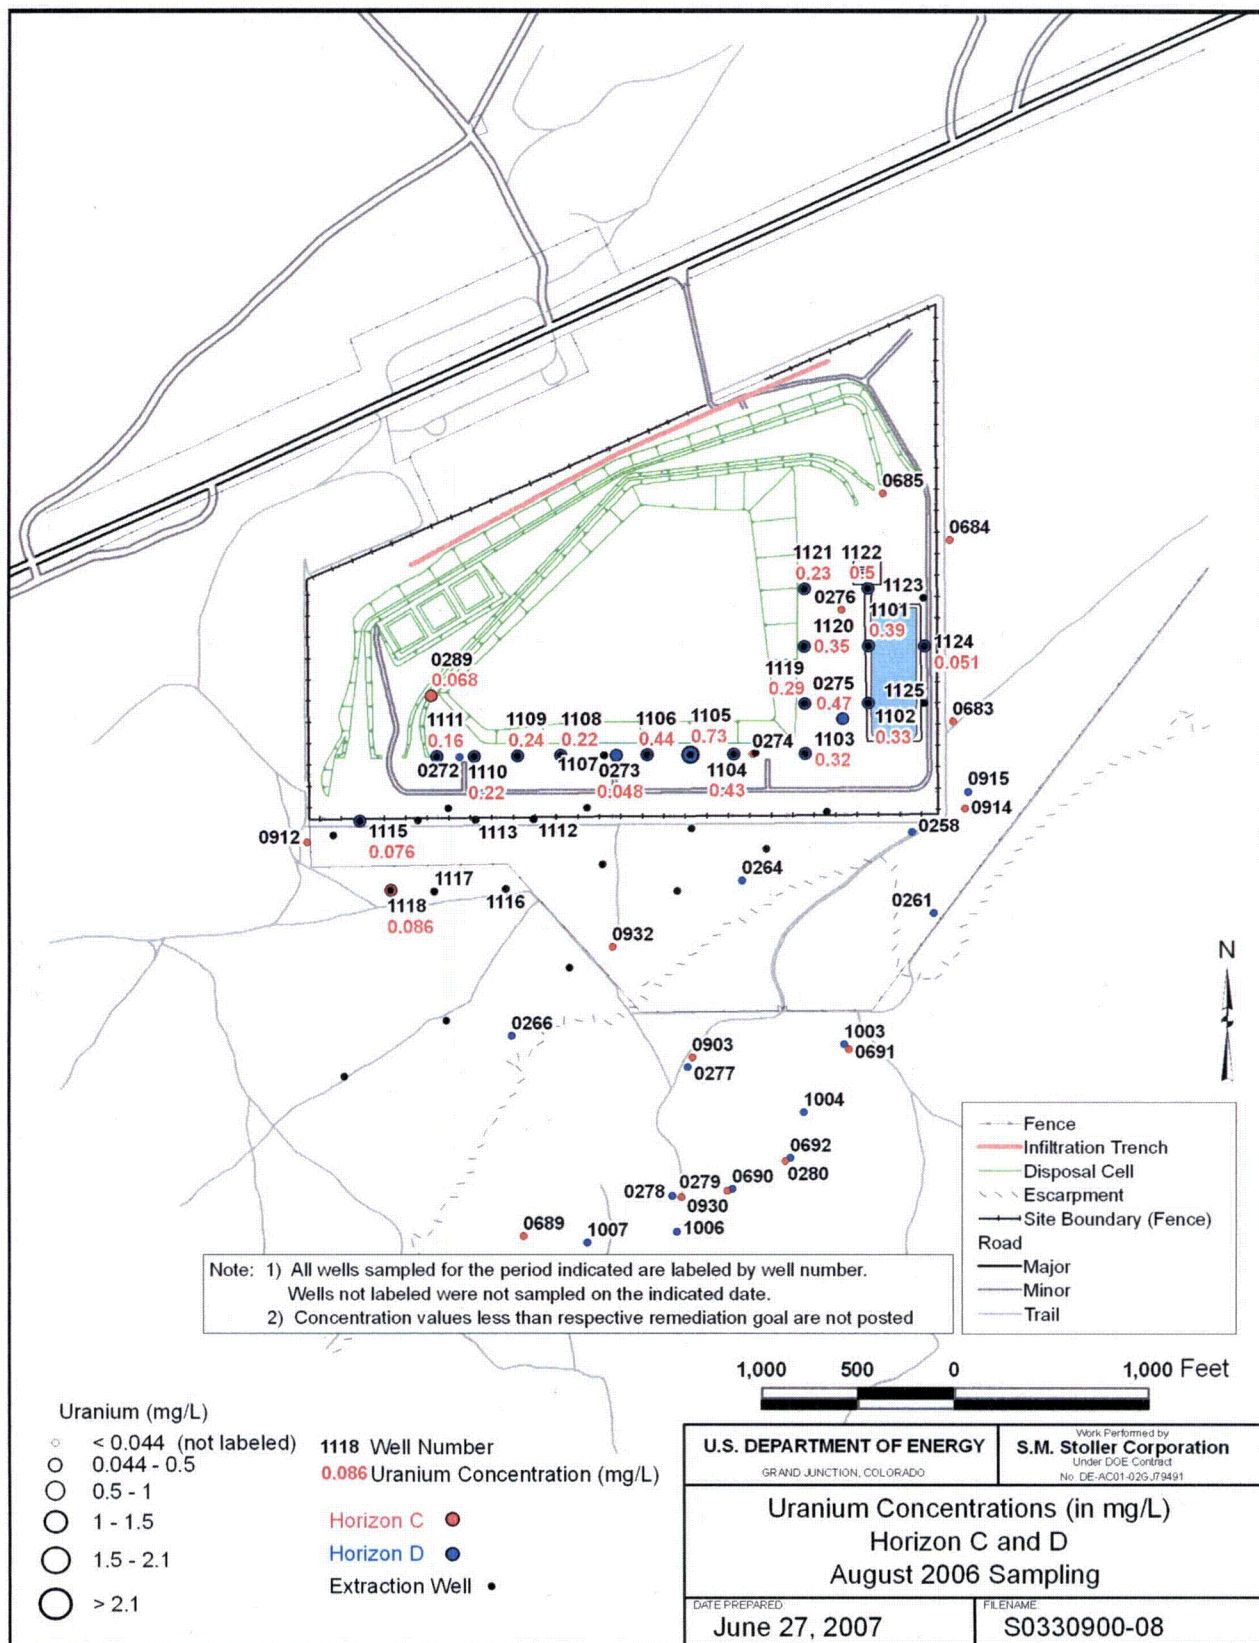 0685
0684
1121 1122
0.23 0.5
0276 1123
1101
0.39
1120
0.35
1124
0.051
0289
0.068
1119 0275
0.29 0.47
1125
1102
0.33
0683
1111 1109 1108 1106 1105
0.16 0.24 0.22 0.44 0.73
0274 1103
0.32
0272 1110 1107 0273 1104
0.22 0.048 0.43
0915
0914
0912 1115 1113 1112 0258
0.076
0264
1117
1116
1118
0.086
0261
0932
N
0266
1003
0903 0691
0277
1004
0692
0280
0278 0279 0690
0930
0689 1007 1006
Fence
Infiltration Trench
Disposal Cell
Escarpment
Site Boundary (Fence)
Road
Major
Minor
Trail
Note: 1) All wells sampled for the period indicated are labeled by well number.
Wells not labeled were not sampled on the indicated date.
2) Concentration values less than respective remediation goal are not posted
1,000 500 0 1,000 Feet
Uranium (mg/L)
< 0.044 (not labeled)
0.044 - 0.5
0.5 - 1
1 - 1.5
1.5 - 2.1
> 2.1
1118 Well Number
0.086 Uranium Concentration (mg/L)
Horizon C
Horizon D
Extraction Well
U.S. DEPARTMENT OF ENERGY
GRAND JUNCTION, COLORADO
Work Performed by
S.M. Stoller Corporation
Under DOE Contract
No. DE-AC01-02GJ79491
Uranium Concentrations (in mg/L)
Horizon C and D
August 2006 Sampling
DATE PREPARED:
June 27, 2007
FILENAME:
S0330900-08